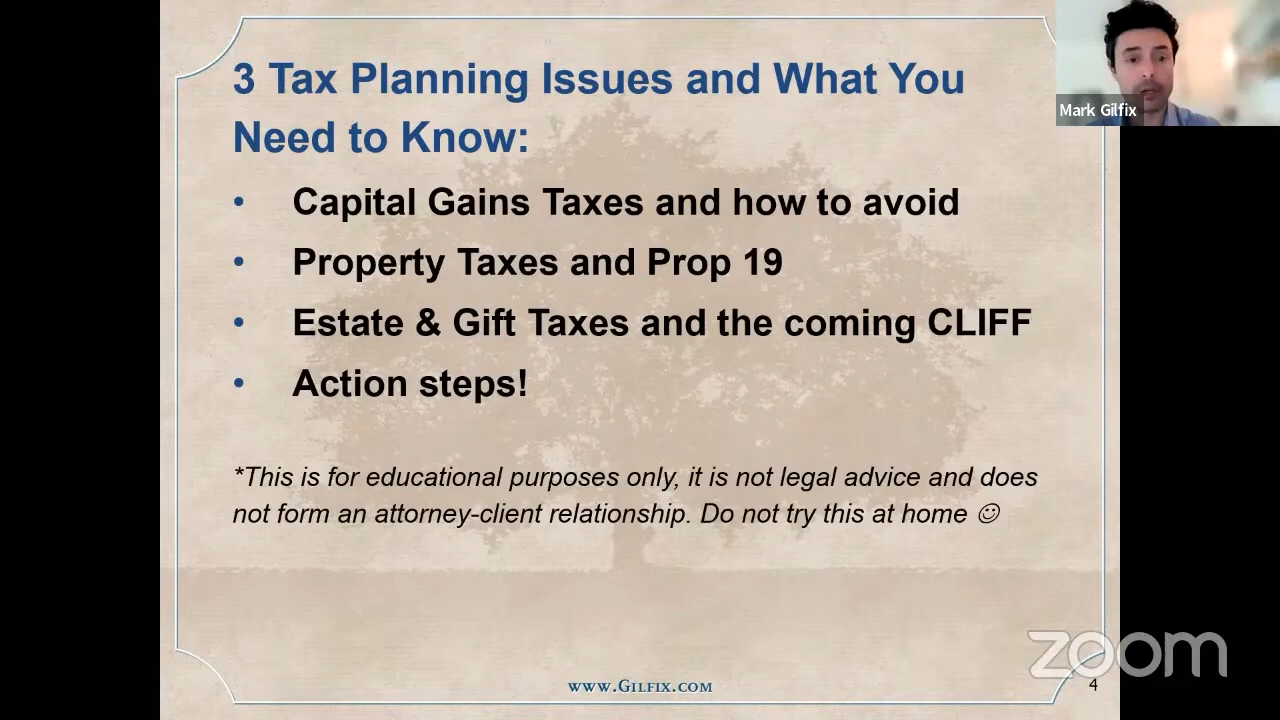 3 Tax Planning Issues and What You
Need to Know:
• Capital Gains Taxes and how to avoid
• Property Taxes and Prop 19
• Estate & Gift Taxes and the coming CLIFF
• Action steps!
*This is for educational purposes only, it is not legal advice and does
not form an attorney-client relationship. Do not try this at home ☺
www.Gilfix.com
4
Mark Gilfix
zoom